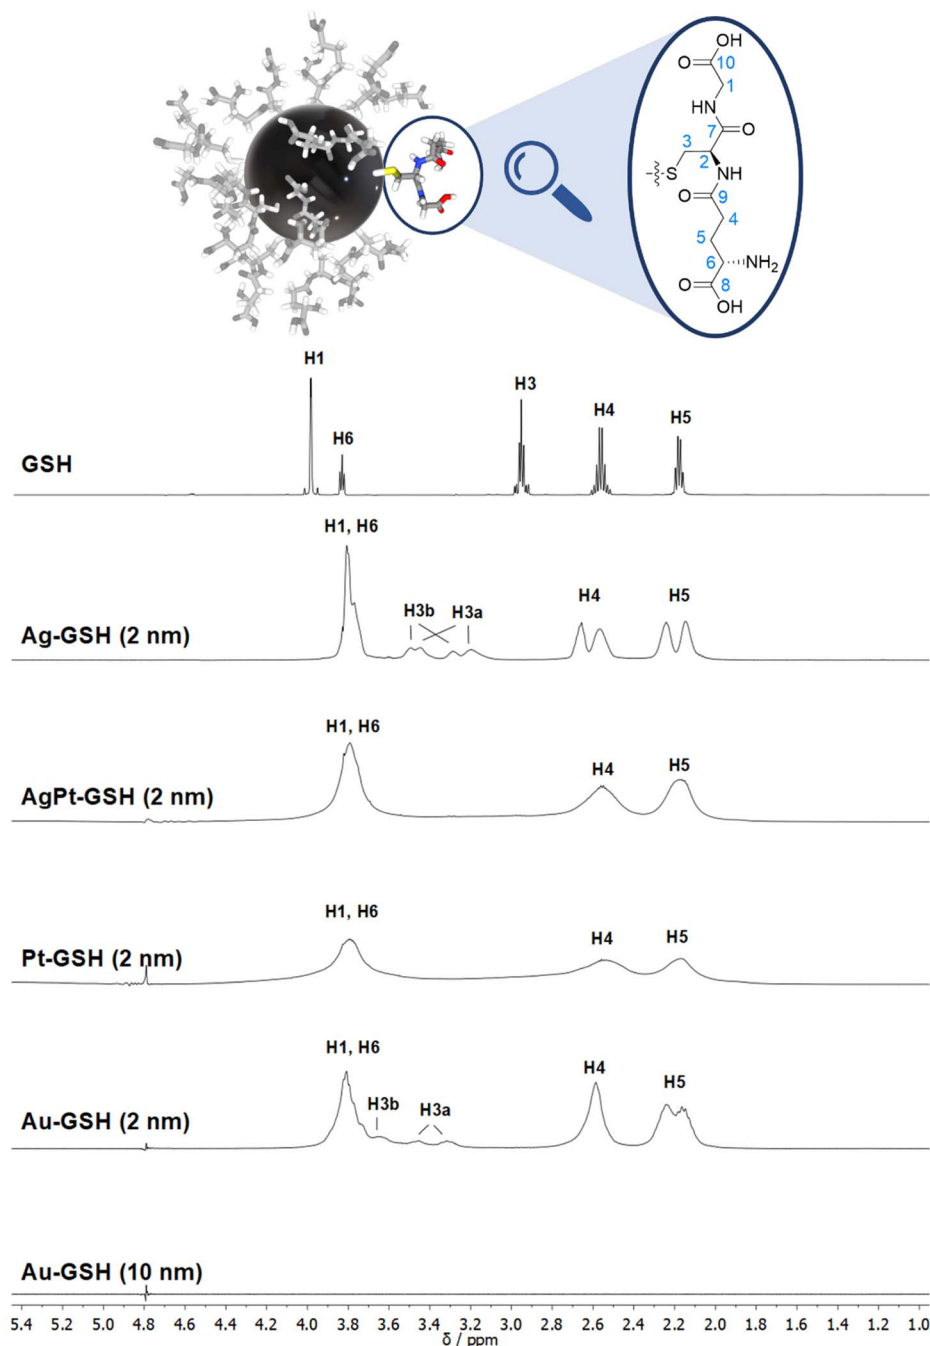 OH
O
10
1
NH
7
O
3
2
S
NH
9
O
4
5
6
NH2
O
8
OH
H1
H6
H3
H4
H5
GSH
H1, H6
H3b
H3a
H4
H5
Ag-GSH (2 nm)
H1, H6
H4
H5
AgPt-GSH (2 nm)
H1, H6
H4
H5
Pt-GSH (2 nm)
H1, H6
H3b
H3a
H4
H5
Au-GSH (2 nm)
Au-GSH (10 nm)
5.4 5.2 5.0 4.8 4.6 4.4 4.2 4.0 3.8 3.6 3.4 3.2 3.0 2.8 2.6 2.4 2.2 2.0 1.8 1.6 1.4 1.2 1.0
δ / ppm